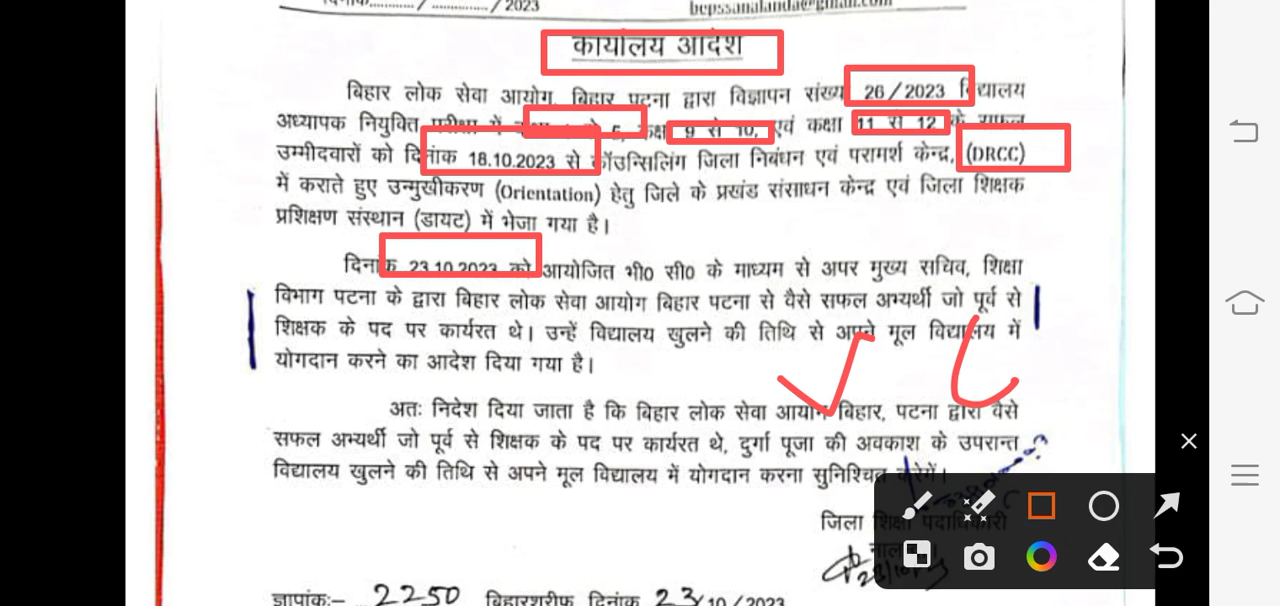 /2023 bepssanalanda@gmail.com
कार्यालय आदेश
बिहार लोक सेवा आयोग, बिहार पटना द्वारा विज्ञापन संख्या 26/2023 विद्यालय
अध्यापक नियुक्ति परीक्षा में 5, कक्षा 9 से 10, एवं कक्षा 11 से 12 के सफल
उम्मीदवारों को दिनांक 18.10.2023 से कॉउन्सिलिंग जिला निबंधन एवं परामर्श केन्द्र, (DRCC)
में कराते हुए उन्मुखीकरण (Orientation) हेतु जिले के प्रखंड संसाधन केन्द्र एवं जिला शिक्षक
प्रशिक्षण संस्थान (डायट) में भेजा गया है।
दिनांक 23.10.2023 को आयोजित भी0 सी0 के माध्यम से अपर मुख्य सचिव, शिक्षा
विभाग पटना के द्वारा बिहार लोक सेवा आयोग बिहार पटना से वैसे सफल अभ्यर्थी जो पूर्व से
शिक्षक के पद पर कार्यरत थे। उन्हें विद्यालय खुलने की तिथि से अपने मूल विद्यालय में
योगदान करने का आदेश दिया गया है।
अतः निदेश दिया जाता है कि बिहार लोक सेवा आयोग बिहार, पटना द्वारा वैसे
सफल अभ्यर्थी जो पूर्व से शिक्षक के पद पर कार्यरत थे, दुर्गा पूजा की अवकाश के उपरान्त
विद्यालय खुलने की तिथि से अपने मूल विद्यालय में योगदान करना सुनिश्चित करेगें।
जिला शिक्षा पदाधिकारी
ज्ञापांक:– 2250 बिहारशरीफ दिनांक 23/10/2023